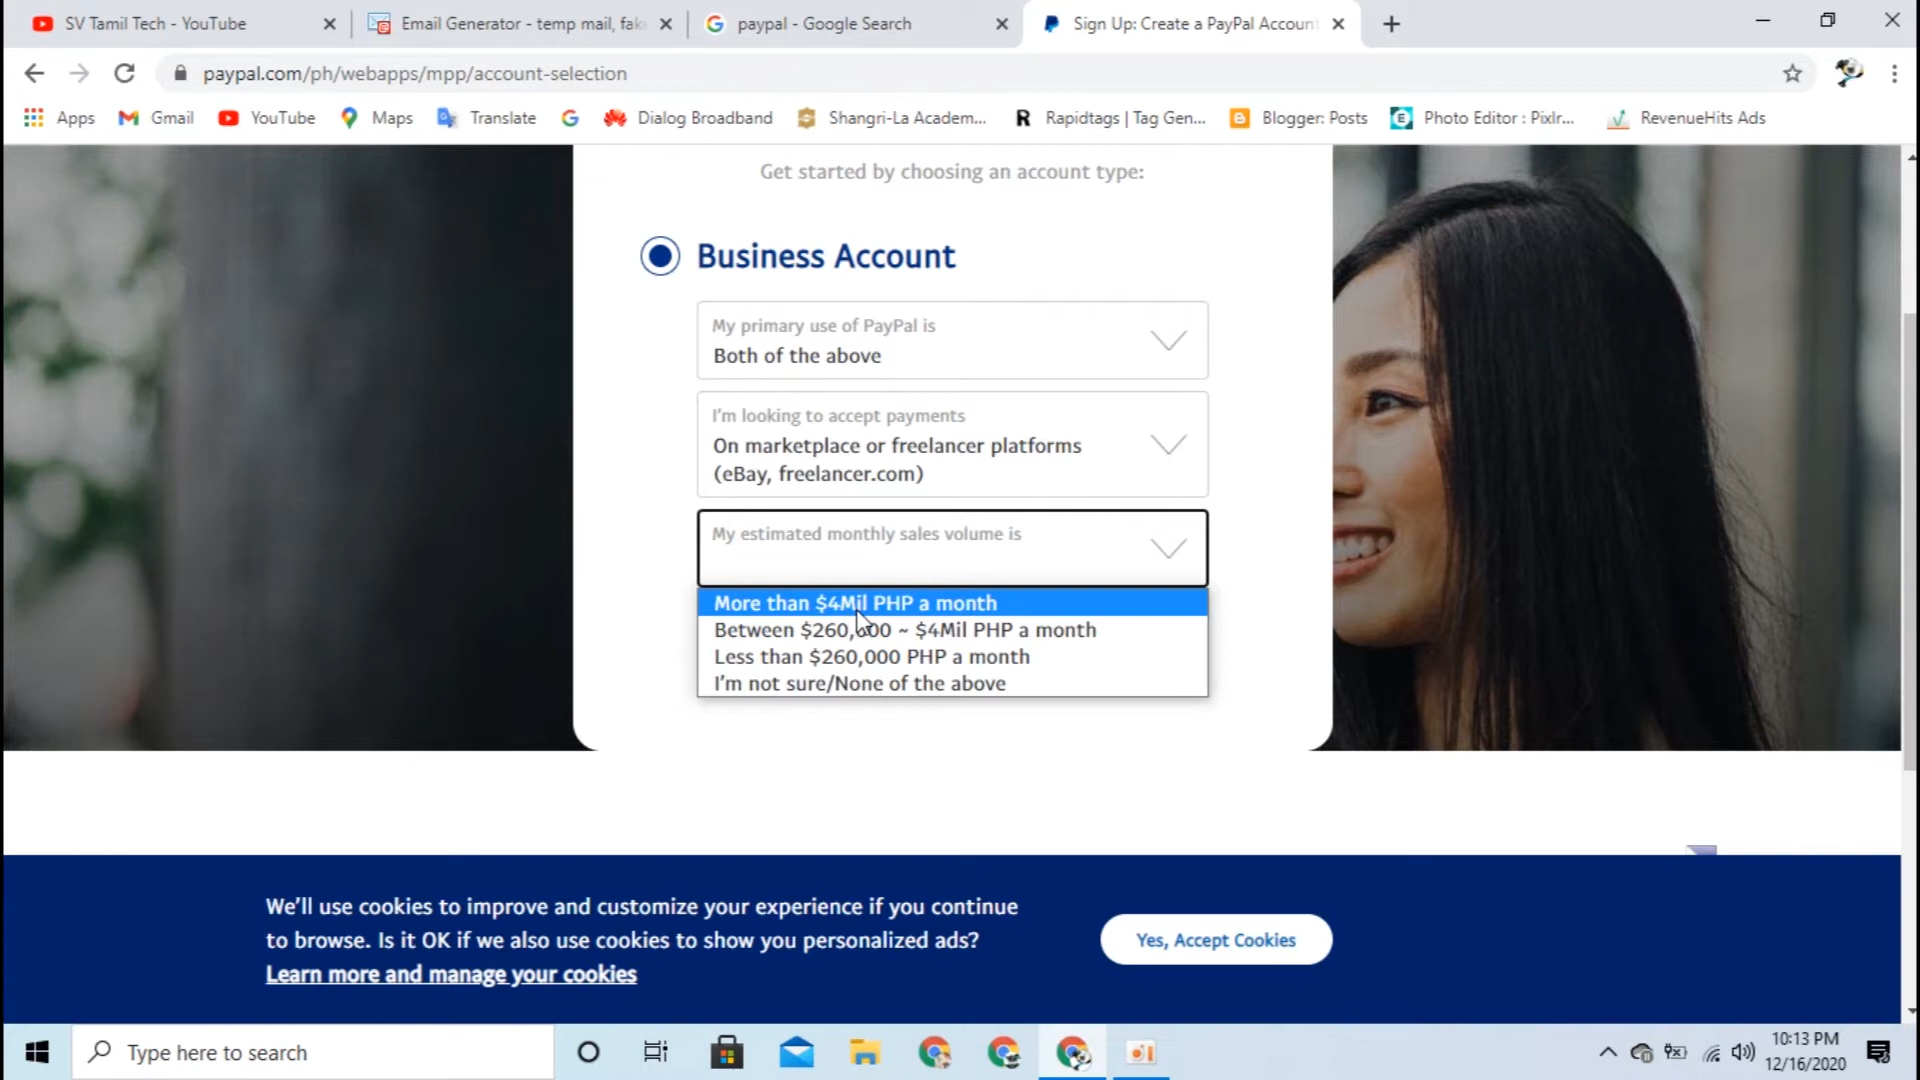 SV Tamil Tech - YouTube
Email Generator - temp mail, fake
paypal - Google Search
Sign Up: Create a PayPal Account
paypal.com/ph/webapps/mpp/account-selection
Apps
Gmail
YouTube
Maps
Translate
Dialog Broadband
Shangri-La Academ...
Rapidtags | Tag Gen...
Blogger: Posts
Photo Editor : Pixlr...
RevenueHits Ads
Get started by choosing an account type:
Business Account
My primary use of PayPal is
Both of the above
I'm looking to accept payments
On marketplace or freelancer platforms
(eBay, freelancer.com)
My estimated monthly sales volume is
More than $4Mil PHP a month
Between $260,000 ~ $4Mil PHP a month
Less than $260,000 PHP a month
I'm not sure/None of the above
We'll use cookies to improve and customize your experience if you continue
to browse. Is it OK if we also use cookies to show you personalized ads?
Learn more and manage your cookies
Yes, Accept Cookies
Type here to search
10:13 PM
12/16/2020